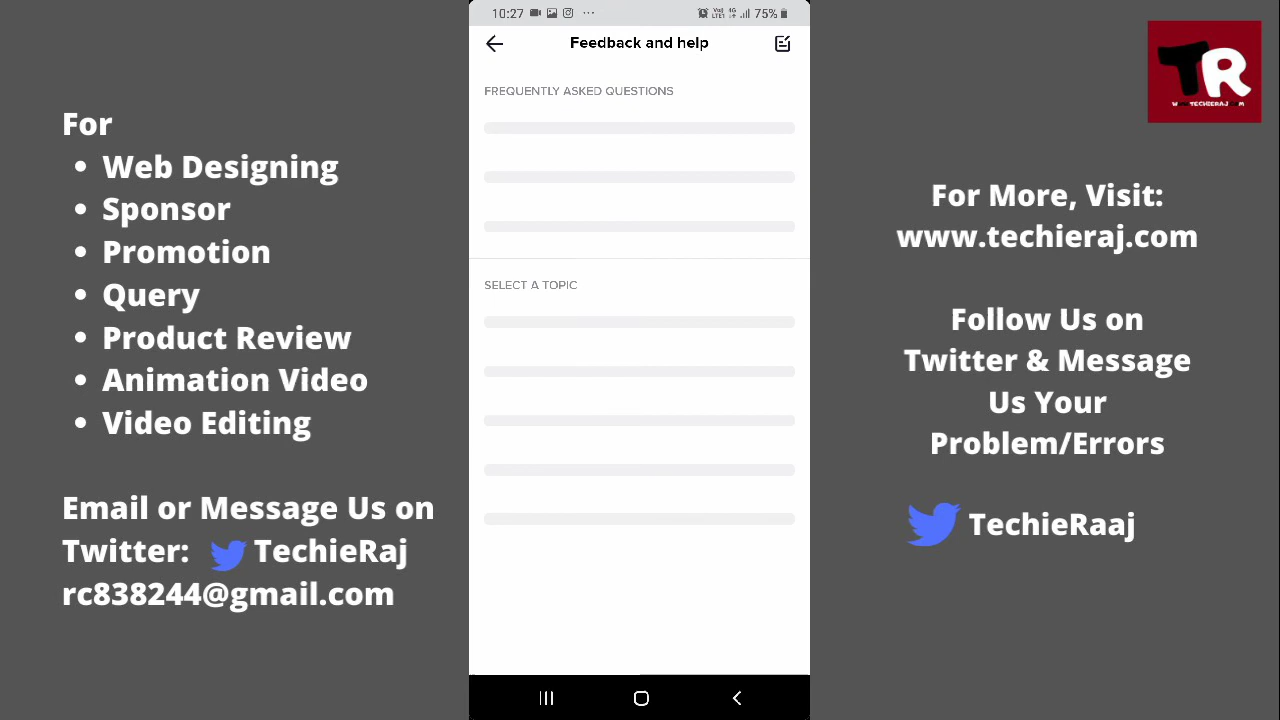 For
• Web Designing
• Sponsor
• Promotion
• Query
• Product Review
• Animation Video
• Video Editing
Email or Message Us on
Twitter: TechieRaj
rc838244@gmail.com
10:27
75%
Feedback and help
FREQUENTLY ASKED QUESTIONS
SELECT A TOPIC
TR
For More, Visit:
www.techieraj.com
Follow Us on
Twitter & Message
Us Your
Problem/Errors
TechieRaaj